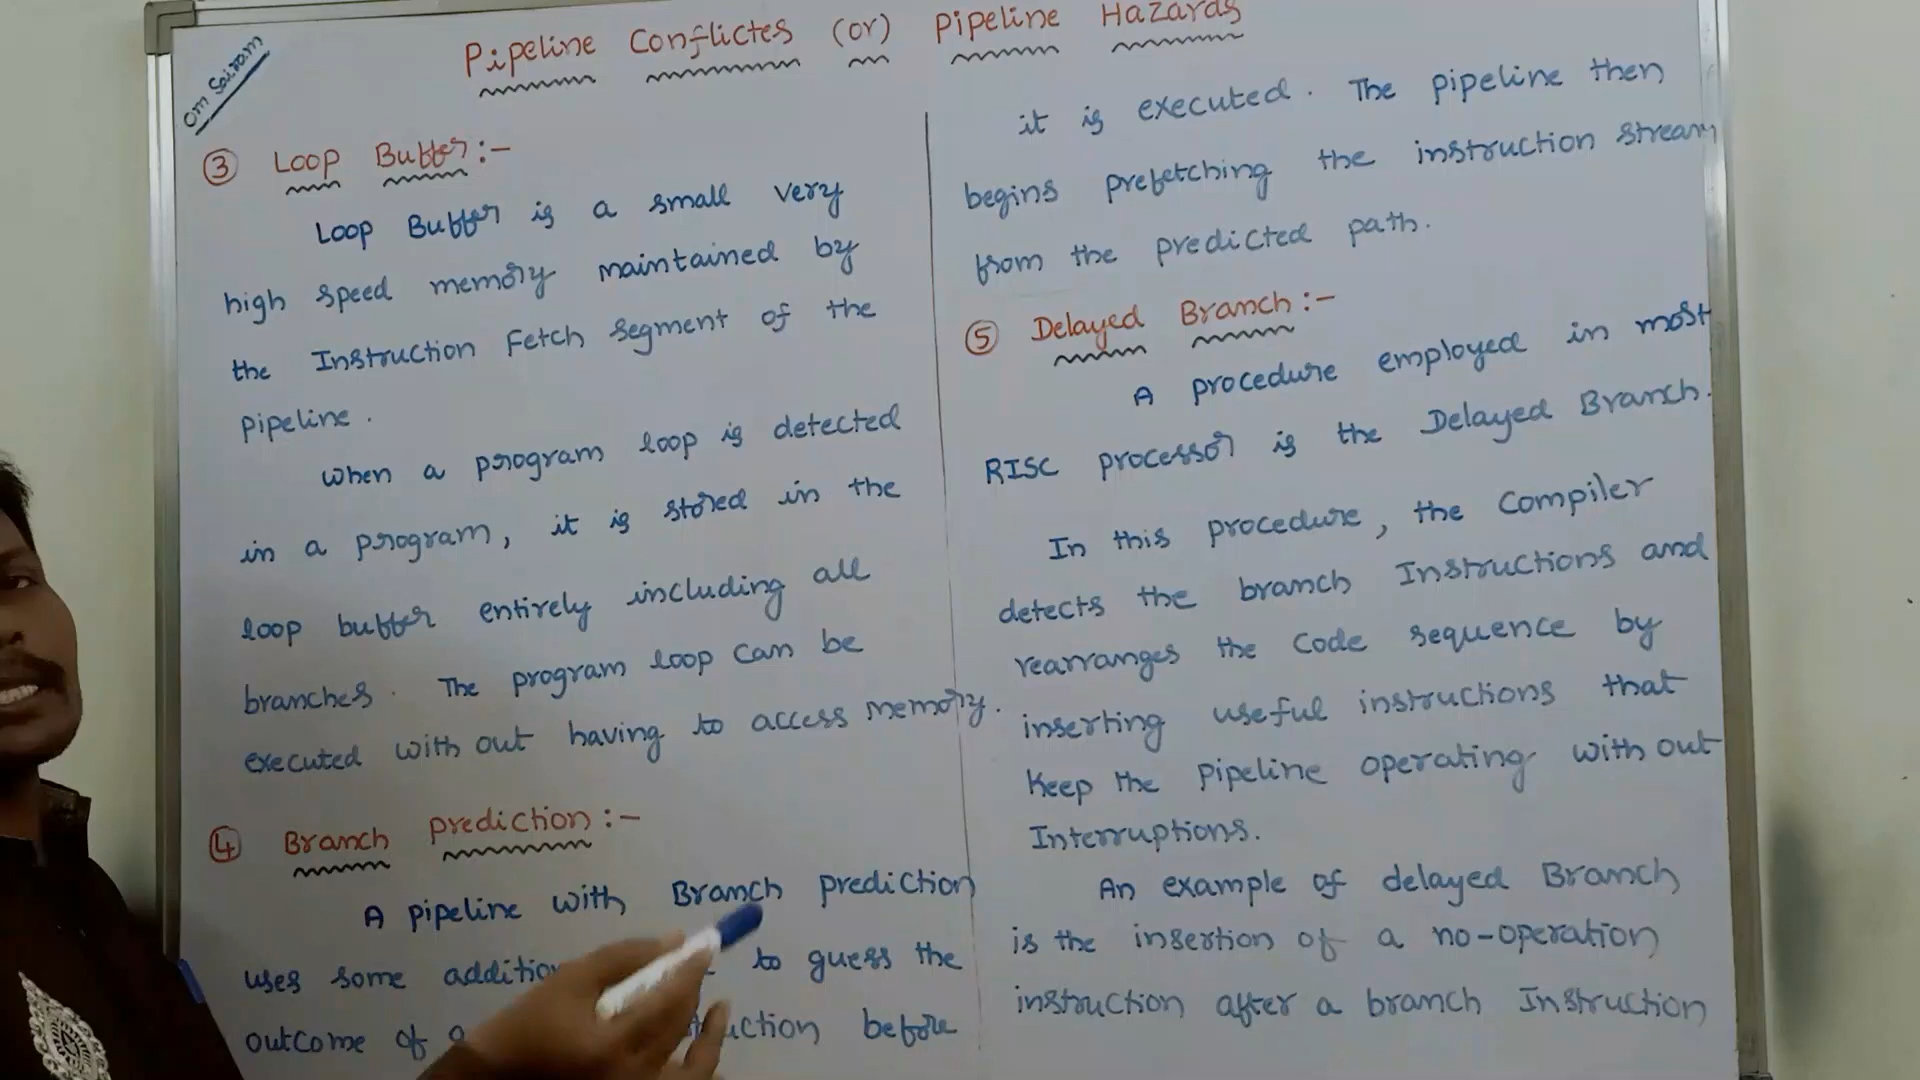 Om Sairam
Pipeline Conflictes (or) Pipeline Hazards
③ Loop Buffer :-
Loop Buffer is a small very
high speed memory maintained by
the Instruction Fetch segment of the
pipeline.
When a program loop is detected
in a program, it is stored in the
loop buffer entirely including all
branches. The program loop can be
executed with out having to access memory.
④ Branch prediction :-
A pipeline with Branch prediction
uses some to guess the
outcome of before
it is executed. The pipeline then
begins prefetching the instruction stream
from the predicted path.
⑤ Delayed Branch :-
A procedure employed in most
RISC processor is the Delayed Branch.
In this procedure, the compiler
detects the branch Instructions and
rearranges the code sequence by
inserting useful instructions that
Keep the pipeline operating with out
Interruptions.
An example of delayed Branch
is the insertion of a no-operation
instruction after a branch Instruction